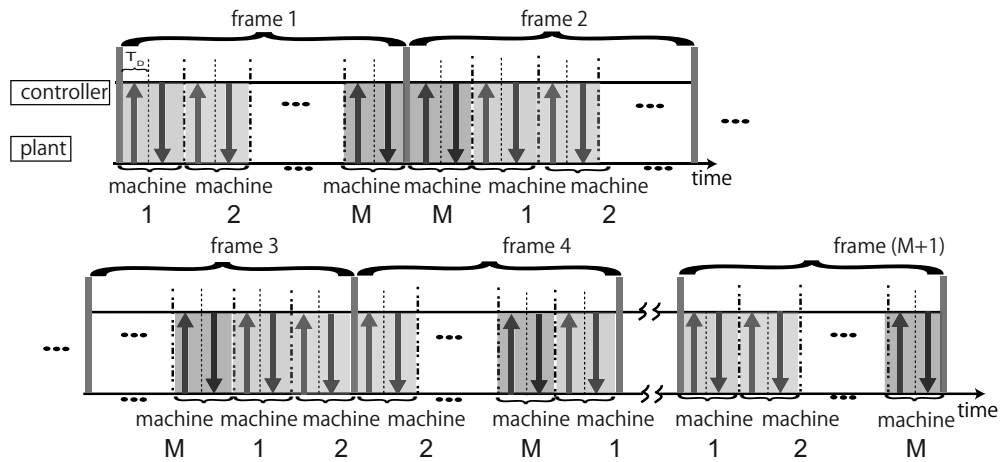 frame 1 frame 2
T_D
controller
plant
time
machine machine machine machine machine machine
1 2 M M 1 2
frame 3 frame 4 frame (M+1)
time
machine machine machine machine machine machine machine machine machine
M 1 2 2 M 1 1 2 M